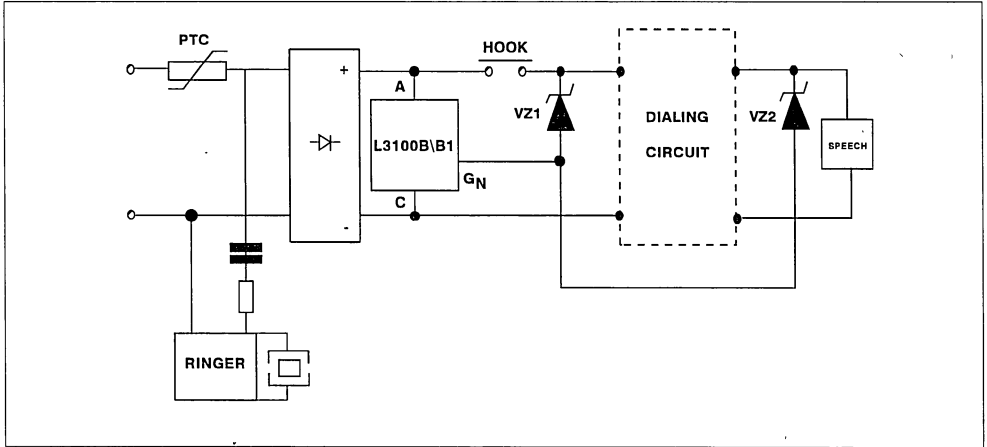 PTC
HOOK
+
A
L3100B\B1
GN
C
-
VZ1
DIALING
CIRCUIT
VZ2
SPEECH
RINGER